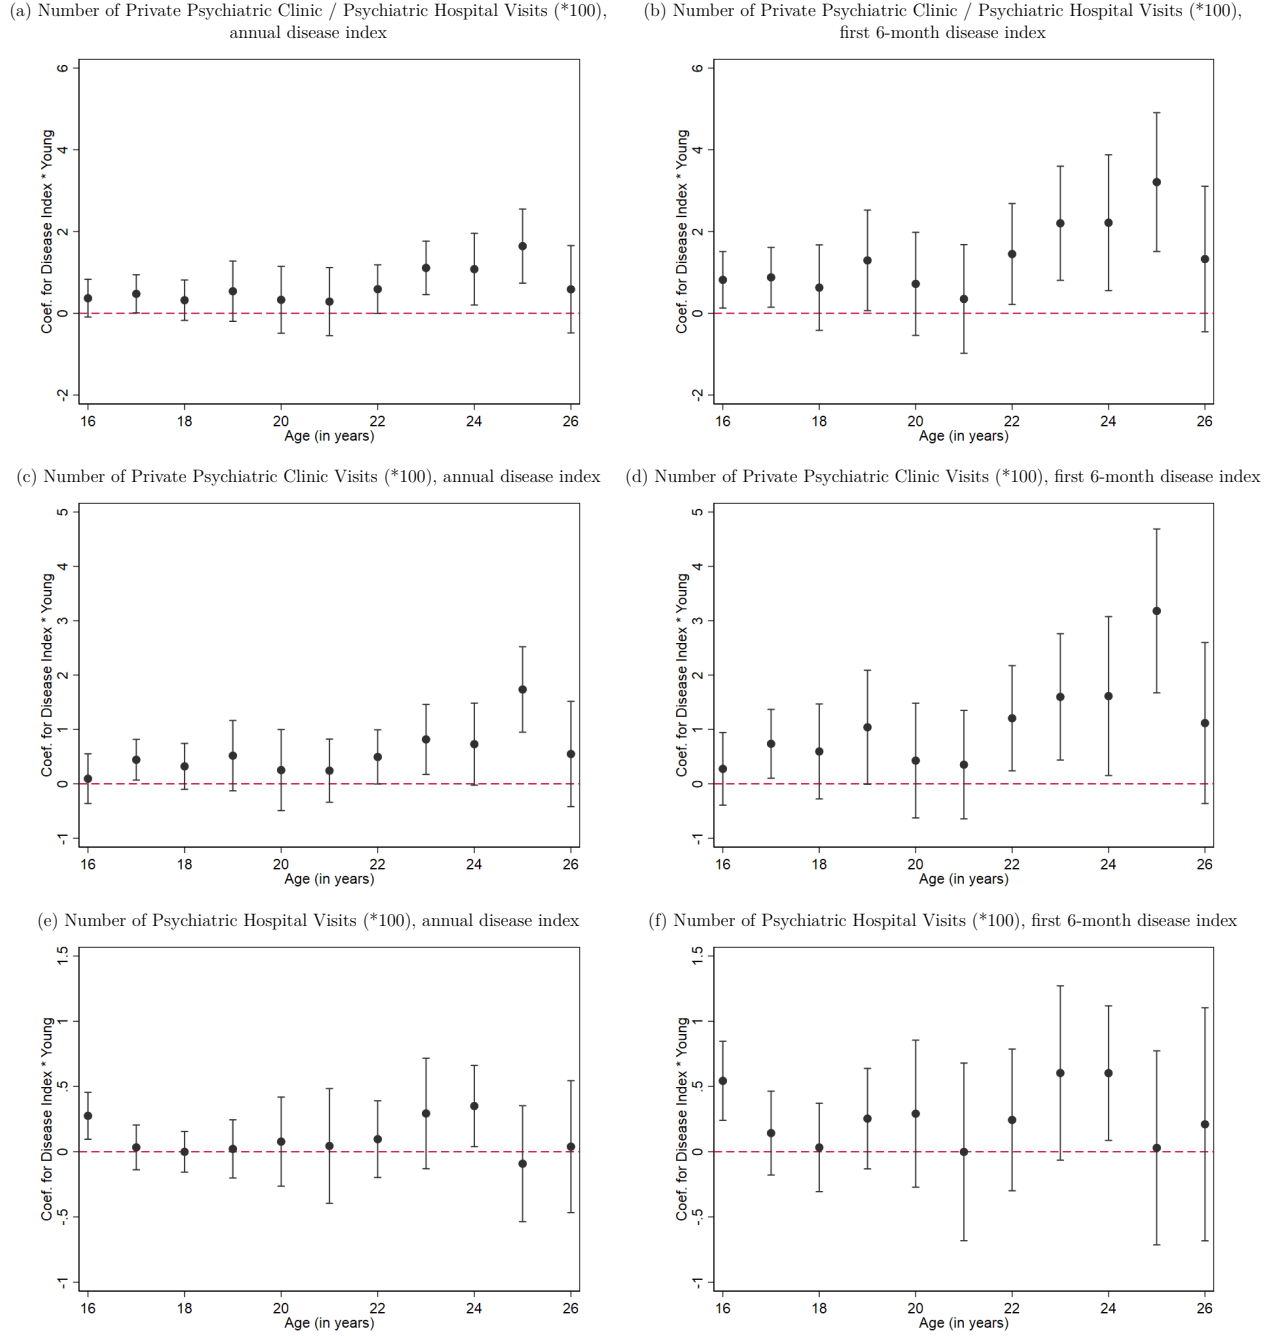 (a) Number of Private Psychiatric Clinic / Psychiatric Hospital Visits (*100),
annual disease index
Coef. for Disease Index * Young
6
4
2
0
-2
16 18 20 22 24 26
Age (in years)
(b) Number of Private Psychiatric Clinic / Psychiatric Hospital Visits (*100),
first 6-month disease index
Coef. for Disease Index * Young
6
4
2
0
-2
16 18 20 22 24 26
Age (in years)
(c) Number of Private Psychiatric Clinic Visits (*100), annual disease index
Coef. for Disease Index * Young
5
4
3
2
1
0
-1
16 18 20 22 24 26
Age (in years)
(d) Number of Private Psychiatric Clinic Visits (*100), first 6-month disease index
Coef. for Disease Index * Young
5
4
3
2
1
0
-1
16 18 20 22 24 26
Age (in years)
(e) Number of Psychiatric Hospital Visits (*100), annual disease index
Coef. for Disease Index * Young
1.5
1
.5
0
-.5
-1
16 18 20 22 24 26
Age (in years)
(f) Number of Psychiatric Hospital Visits (*100), first 6-month disease index
Coef. for Disease Index * Young
1.5
1
.5
0
-.5
-1
16 18 20 22 24 26
Age (in years)